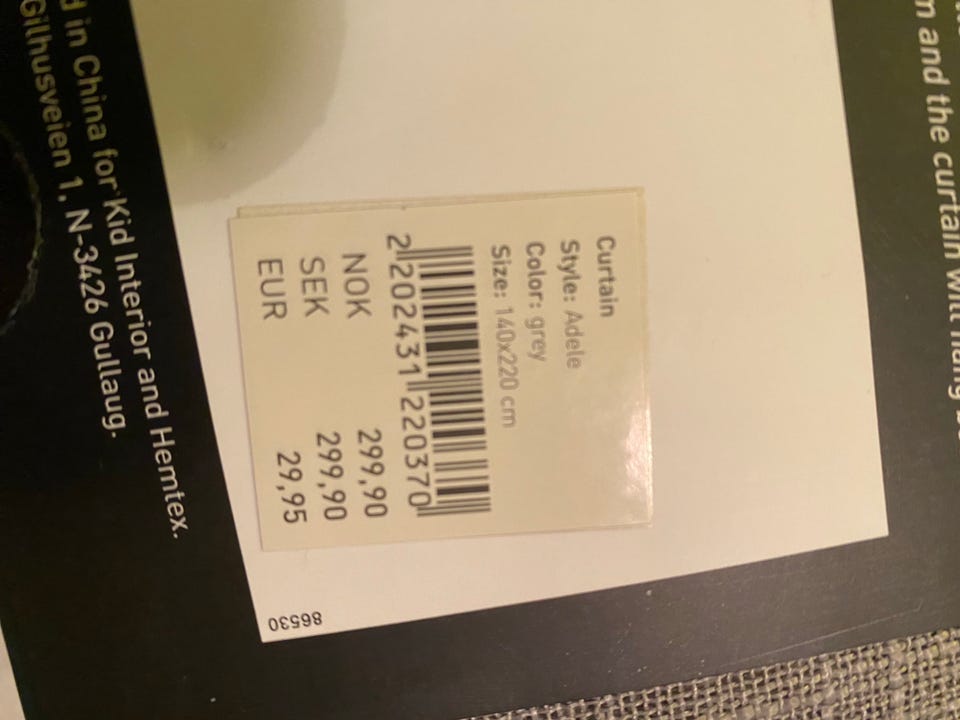 m and the curtain will hang
Curtain
Style: Adele
Color: grey
Size: 140x220 cm
2 202431 220370
NOK 299,90
SEK 299,90
EUR 29,95
86530
in China for Kid Interior and Hemtex.
Gilhusveien 1, N-3426 Gullaug.